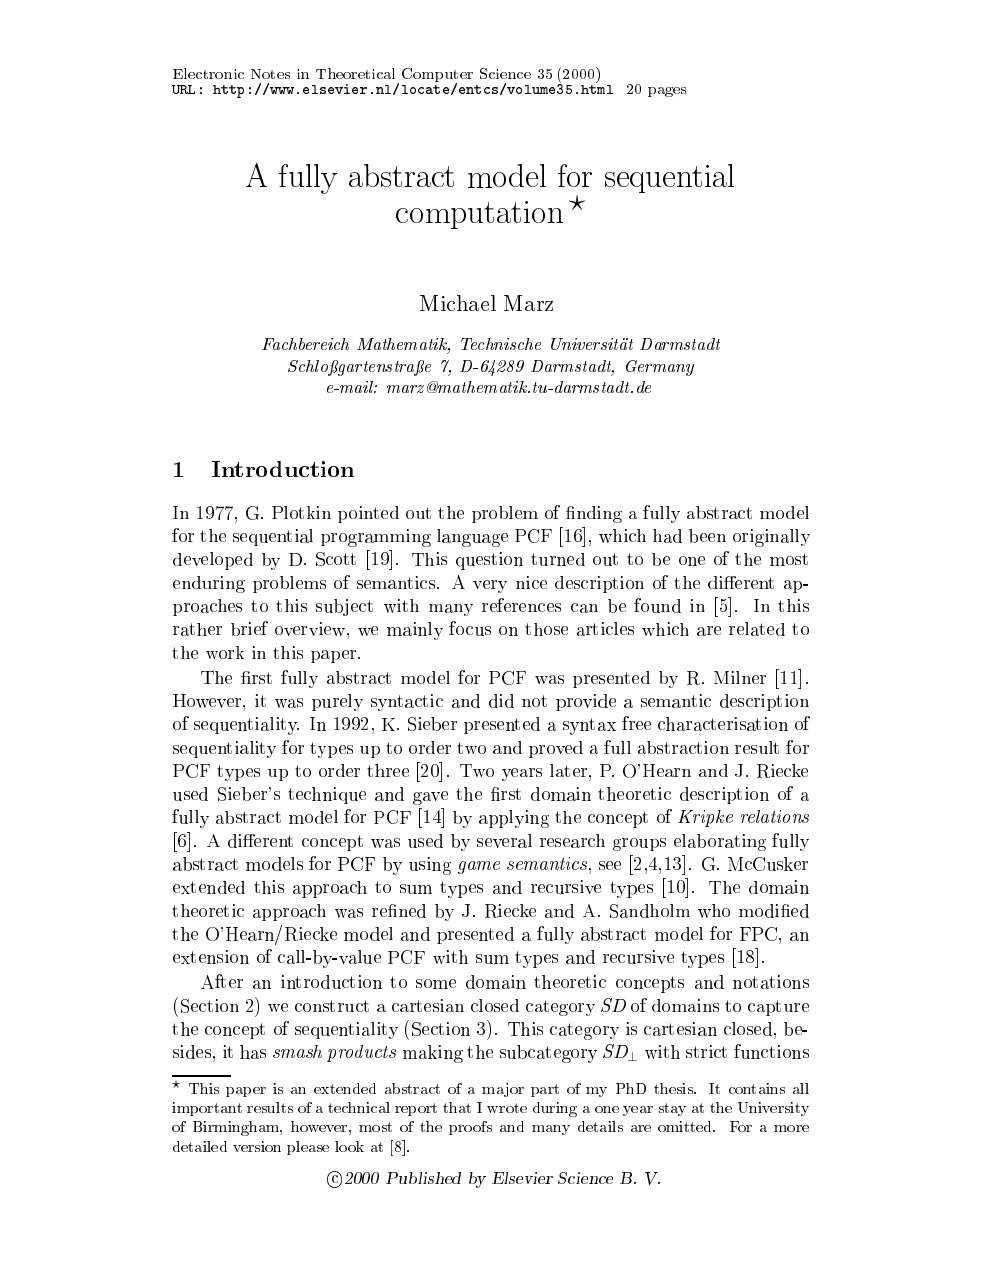 Electronic Notes in Theoretical Computer Science 35 (2000)
URL: http://www.elsevier.nl/locate/entcs/volume35.html 20 pages
A fully abstract model for sequential
computation ⋆
Michael Marz
Fachbereich Mathematik, Technische Universität Darmstadt
Schloßgartenstraße 7, D-64289 Darmstadt, Germany
e-mail: marz@mathematik.tu-darmstadt.de
1 Introduction
In 1977, G. Plotkin pointed out the problem of finding a fully abstract model
for the sequential programming language PCF [16], which had been originally
developed by D. Scott [19]. This question turned out to be one of the most
enduring problems of semantics. A very nice description of the different ap-
proaches to this subject with many references can be found in [5]. In this
rather brief overview, we mainly focus on those articles which are related to
the work in this paper.
The first fully abstract model for PCF was presented by R. Milner [11].
However, it was purely syntactic and did not provide a semantic description
of sequentiality. In 1992, K. Sieber presented a syntax free characterisation of
sequentiality for types up to order two and proved a full abstraction result for
PCF types up to order three [20]. Two years later, P. O'Hearn and J. Riecke
used Sieber's technique and gave the first domain theoretic description of a
fully abstract model for PCF [14] by applying the concept of Kripke relations
[6]. A different concept was used by several research groups elaborating fully
abstract models for PCF by using game semantics, see [2,4,13]. G. McCusker
extended this approach to sum types and recursive types [10]. The domain
theoretic approach was refined by J. Riecke and A. Sandholm who modified
the O'Hearn/Riecke model and presented a fully abstract model for FPC, an
extension of call-by-value PCF with sum types and recursive types [18].
After an introduction to some domain theoretic concepts and notations
(Section 2) we construct a cartesian closed category SD of domains to capture
the concept of sequentiality (Section 3). This category is cartesian closed, be-
sides, it has smash products making the subcategory SD⊥ with strict functions
⋆ This paper is an extended abstract of a major part of my PhD thesis. It contains all
important results of a technical report that I wrote during a one year stay at the University
of Birmingham, however, most of the proofs and many details are omitted. For a more
detailed version please look at [8].
©2000 Published by Elsevier Science B. V.